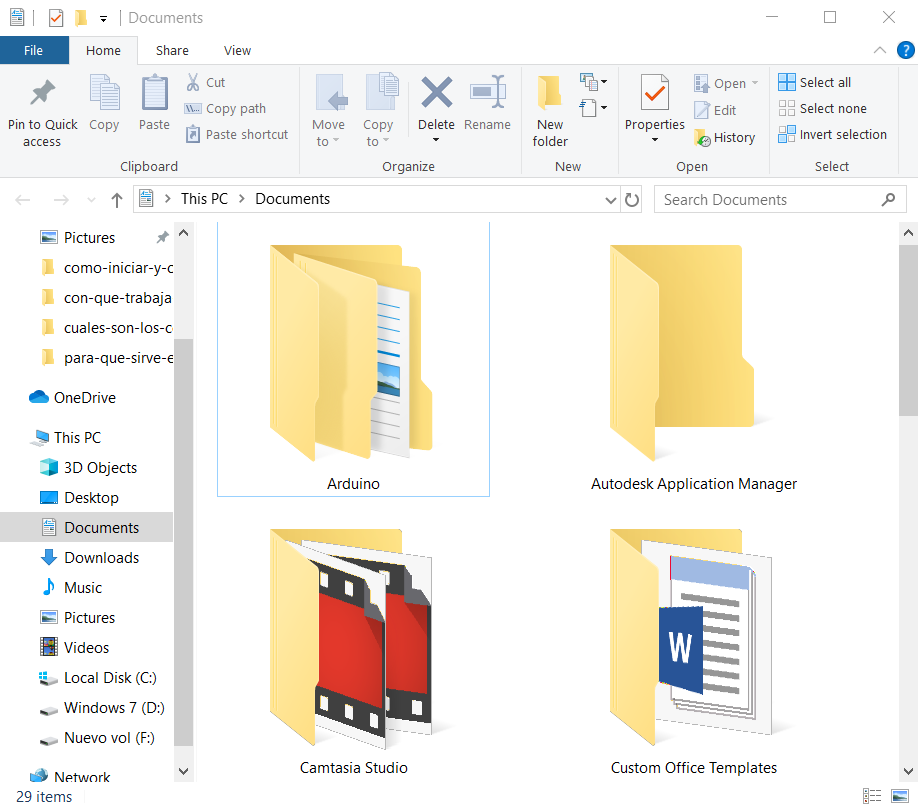 Documents
File Home Share View
Pin to Quick access
Copy
Paste
Cut
Copy path
Paste shortcut
Clipboard
Move to
Copy to
Delete
Rename
Organize
New folder
New
Properties
Open
Edit
History
Open
Select all
Select none
Invert selection
Select
This PC > Documents
Search Documents
Pictures
como-iniciar-y-c
con-que-trabaja
cuales-son-los-c
para-que-sirve-e
OneDrive
This PC
3D Objects
Desktop
Documents
Downloads
Music
Pictures
Videos
Local Disk (C:)
Windows 7 (D:)
Nuevo vol (F:)
Network
Arduino
Autodesk Application Manager
W
Camtasia Studio
Custom Office Templates
29 items